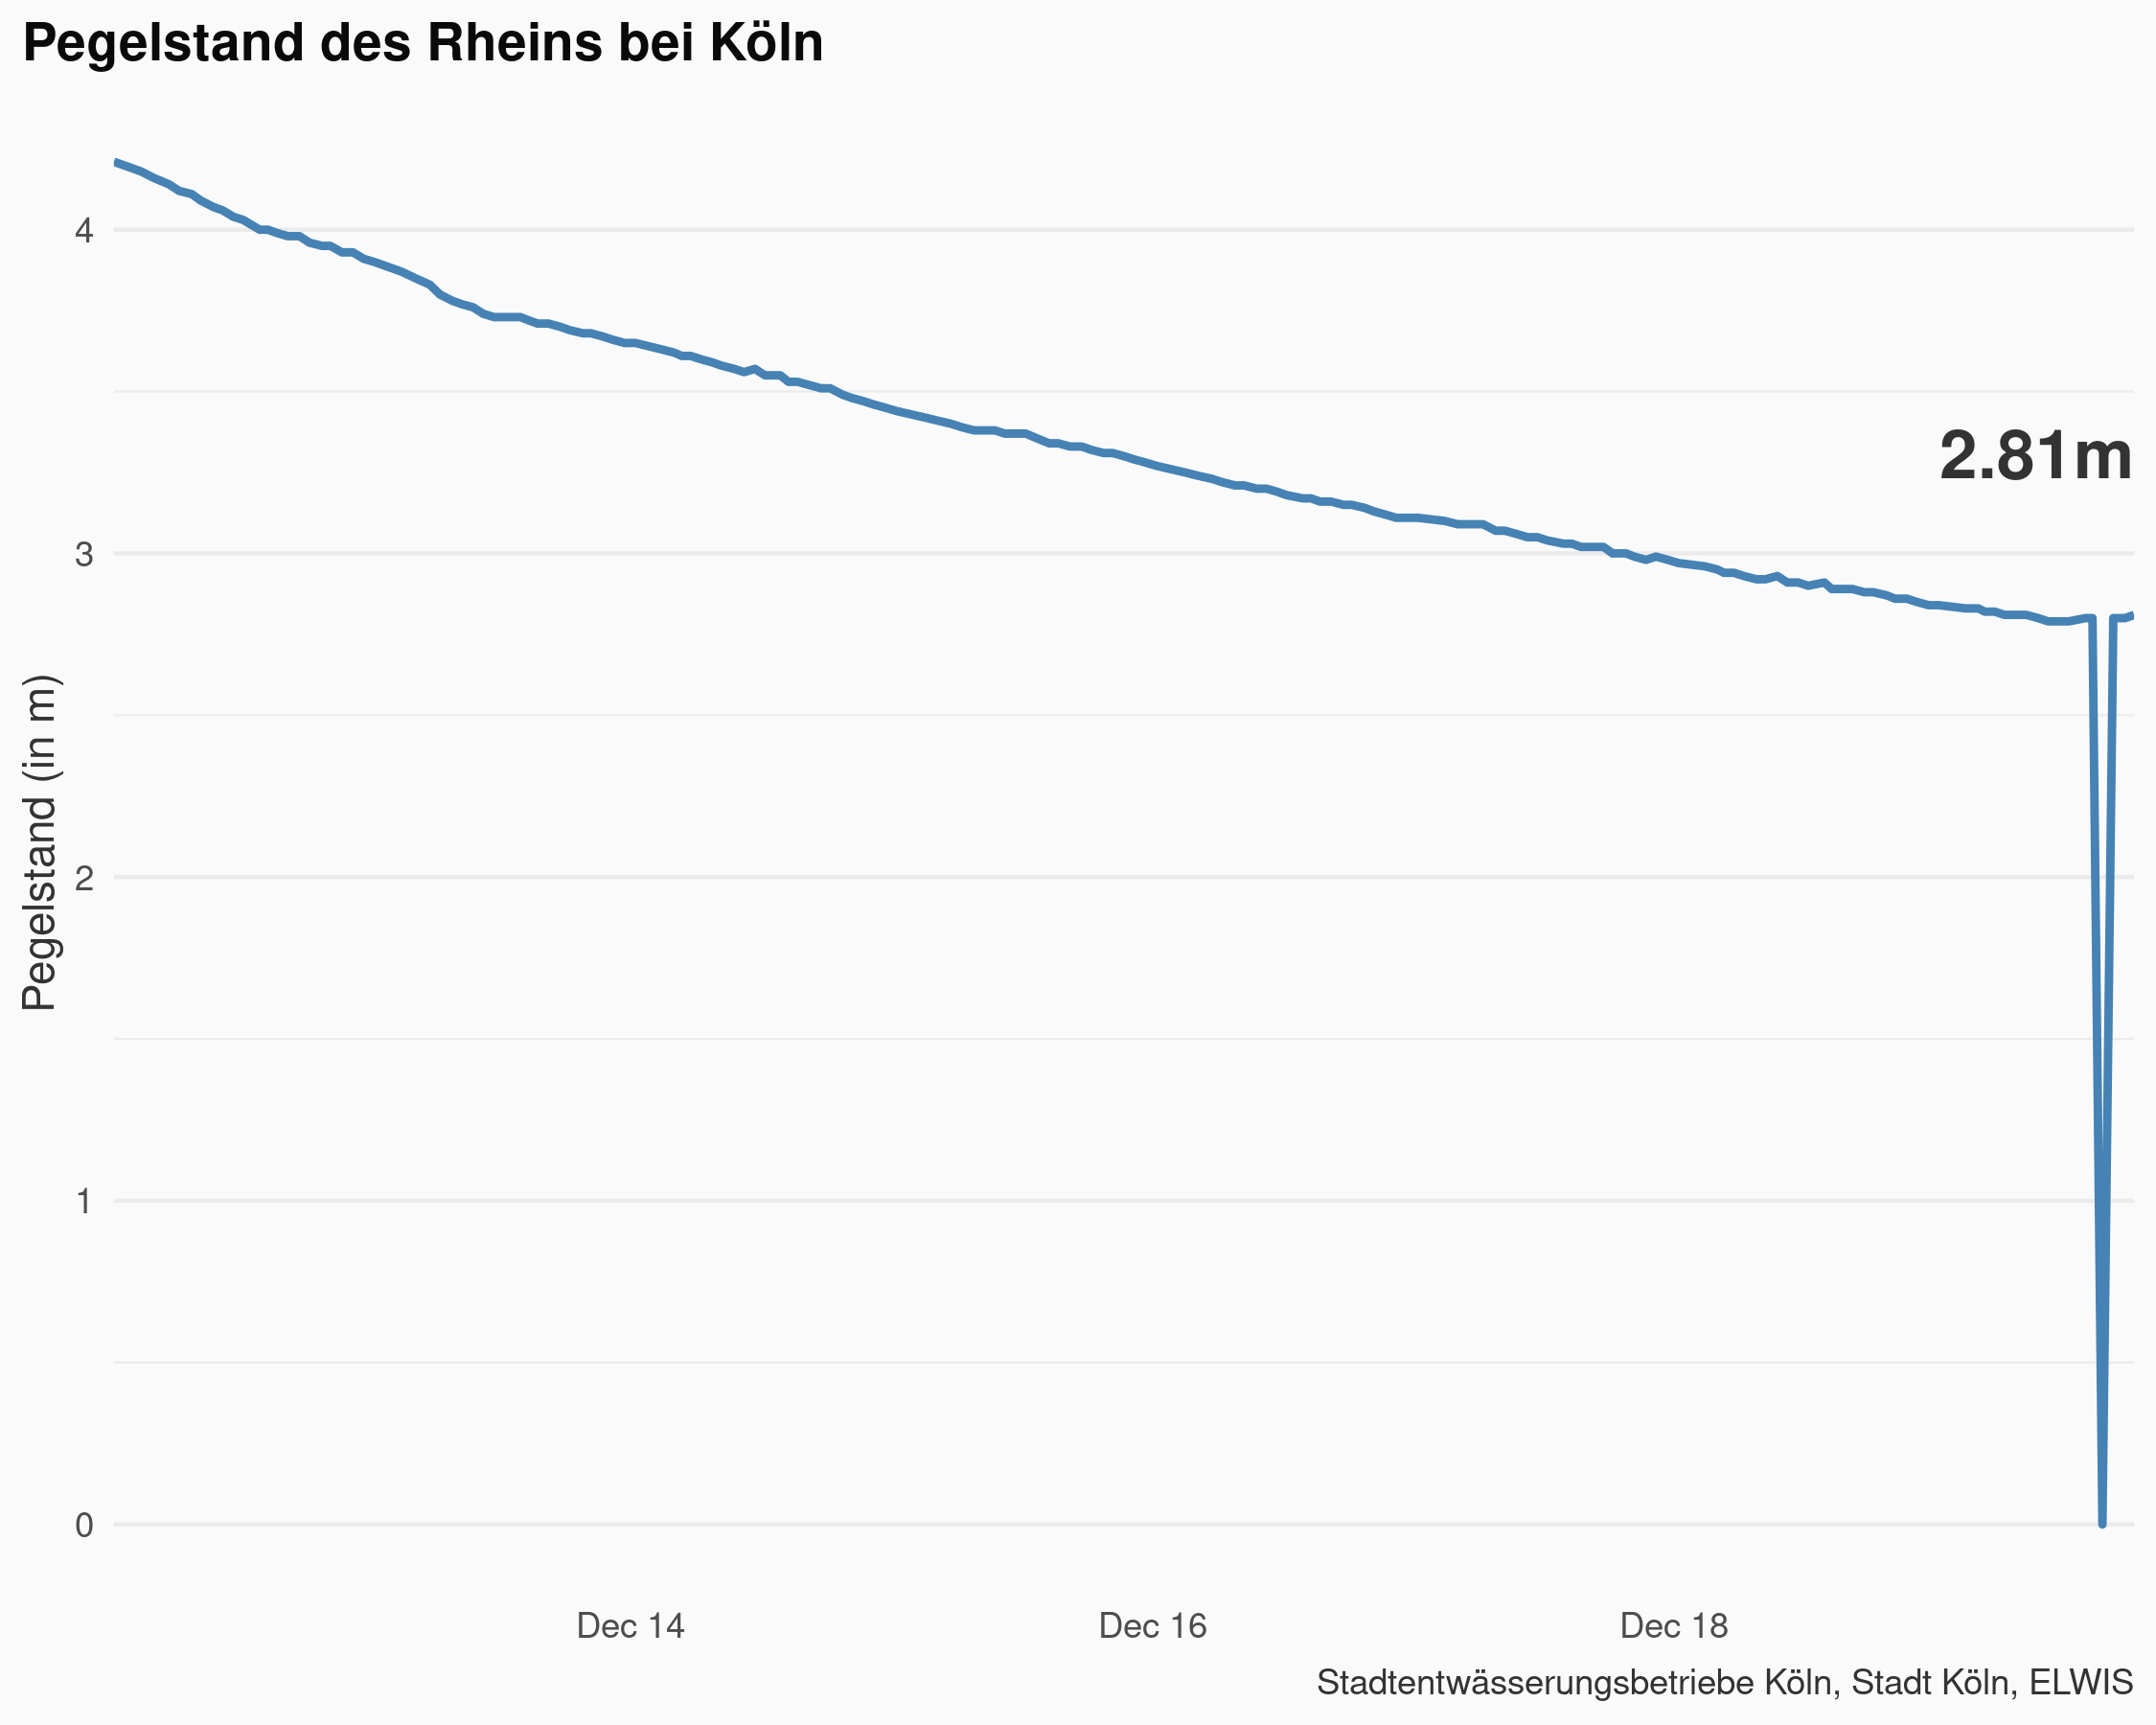 Pegelstand des Rheins bei Köln
4
3
2
1
0
Pegelstand (in m)
2.81m
Dec 14
Dec 16
Dec 18
Stadtentwässerungsbetriebe Köln, Stadt Köln, ELWIS